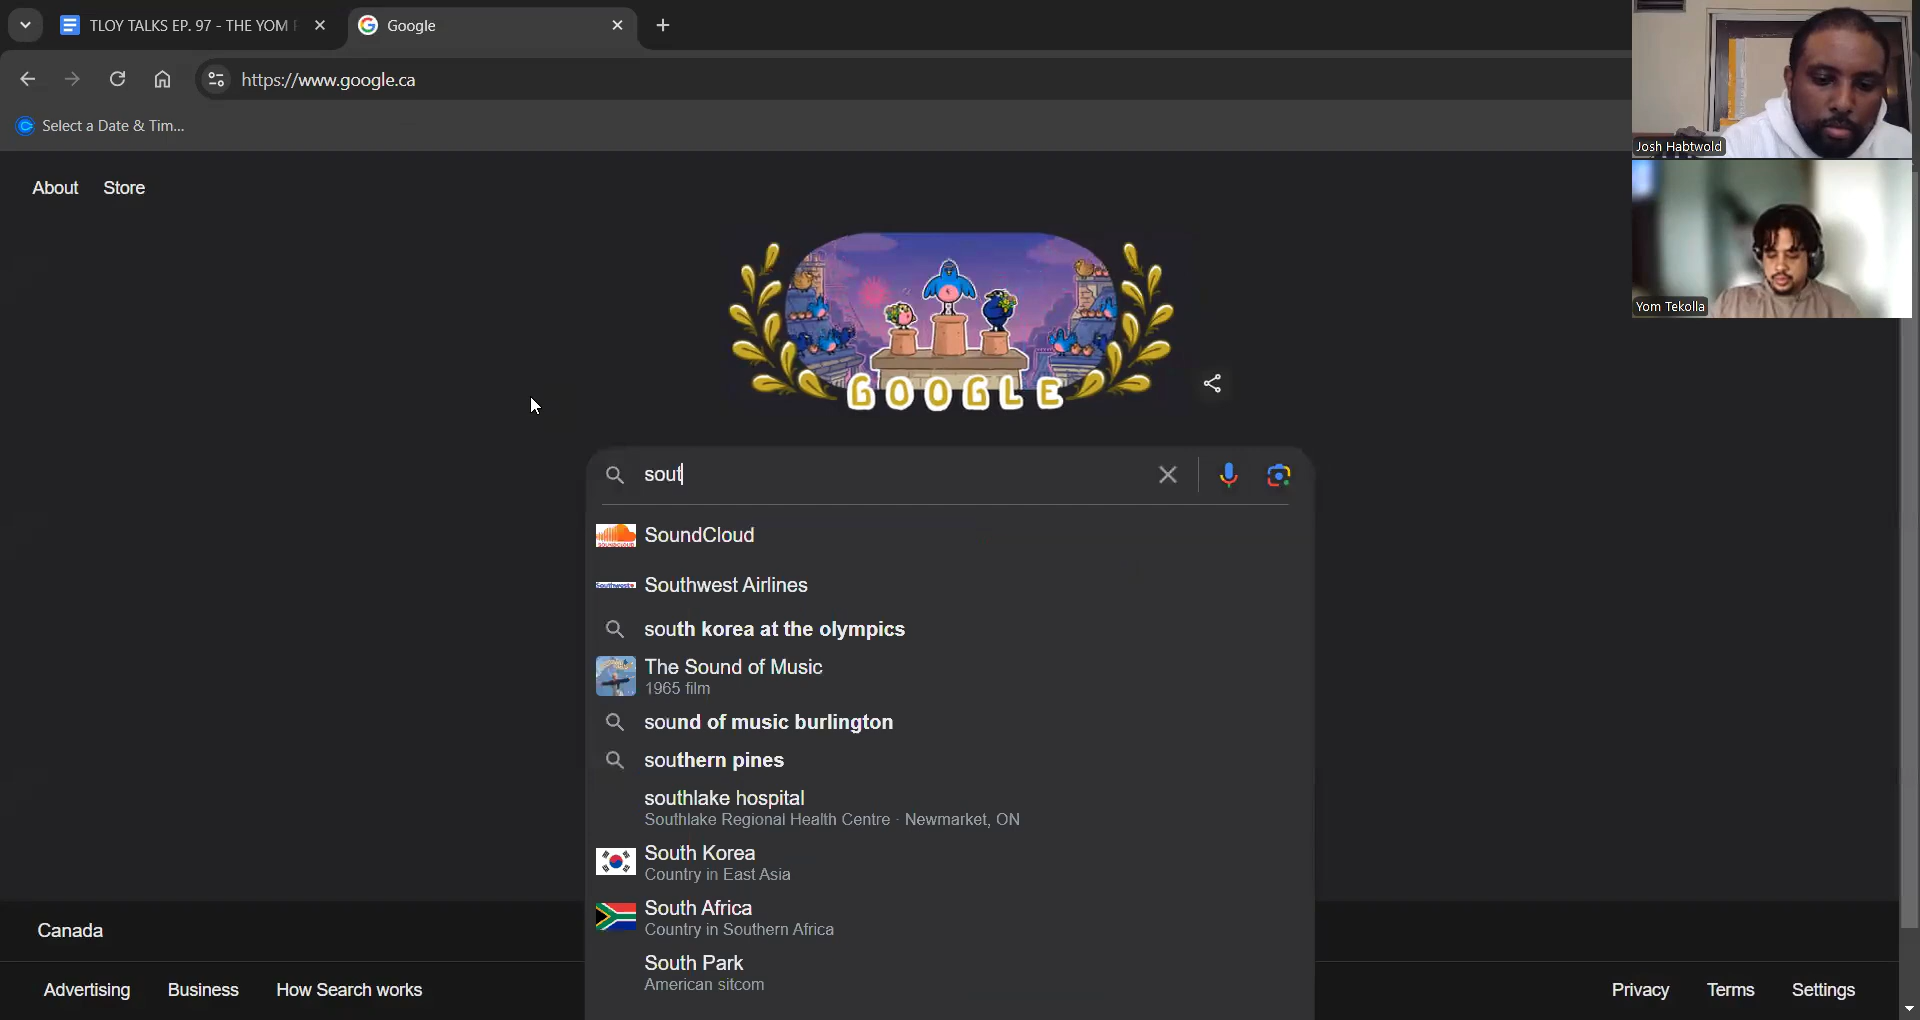 TLOY TALKS EP. 97 - THE YOM
Google
https://www.google.ca
Select a Date & Tim...
About
Store
Josh Habtwold
Yom Tekolla
GOOGLE
sout
SoundCloud
Southwest Airlines
south korea at the olympics
The Sound of Music
1965 film
sound of music burlington
southern pines
southlake hospital
Southlake Regional Health Centre · Newmarket, ON
South Korea
Country in East Asia
South Africa
Country in Southern Africa
South Park
American sitcom
Canada
Advertising
Business
How Search works
Privacy
Terms
Settings